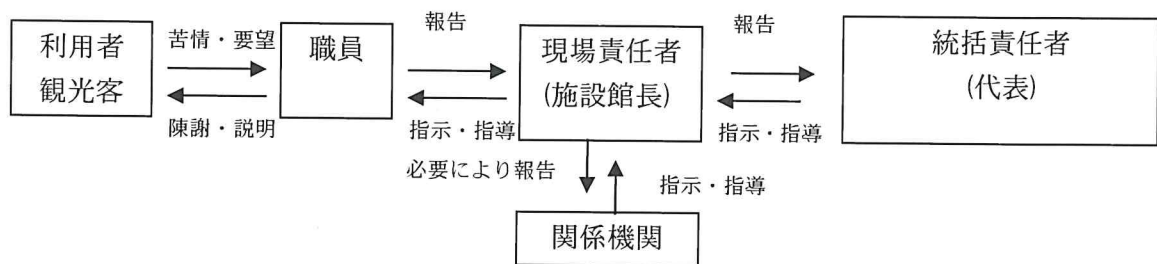 利用者
観光客
苦情・要望
陳謝・説明
職員
報告
指示・指導
現場責任者
(施設館長)
報告
指示・指導
統括責任者
(代表)
必要により報告
指示・指導
関係機関